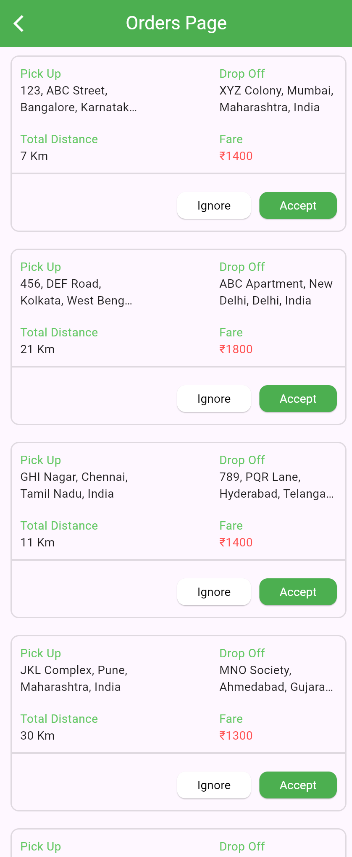 Orders Page
Pick Up
123, ABC Street,
Bangalore, Karnatak...
Drop Off
XYZ Colony, Mumbai,
Maharashtra, India
Total Distance
7 Km
Fare
₹1400
Ignore
Accept
Pick Up
456, DEF Road,
Kolkata, West Beng...
Drop Off
ABC Apartment, New
Delhi, Delhi, India
Total Distance
21 Km
Fare
₹1800
Ignore
Accept
Pick Up
GHI Nagar, Chennai,
Tamil Nadu, India
Drop Off
789, PQR Lane,
Hyderabad, Telanga...
Total Distance
11 Km
Fare
₹1400
Ignore
Accept
Pick Up
JKL Complex, Pune,
Maharashtra, India
Drop Off
MNO Society,
Ahmedabad, Gujara...
Total Distance
30 Km
Fare
₹1300
Ignore
Accept
Pick Up
Drop Off